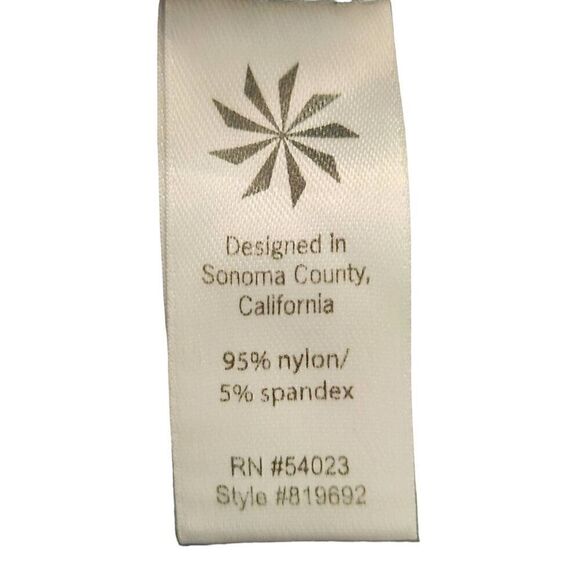 Designed in
Sonoma County,
California
95% nylon/
5% spandex
RN #54023
Style #819692